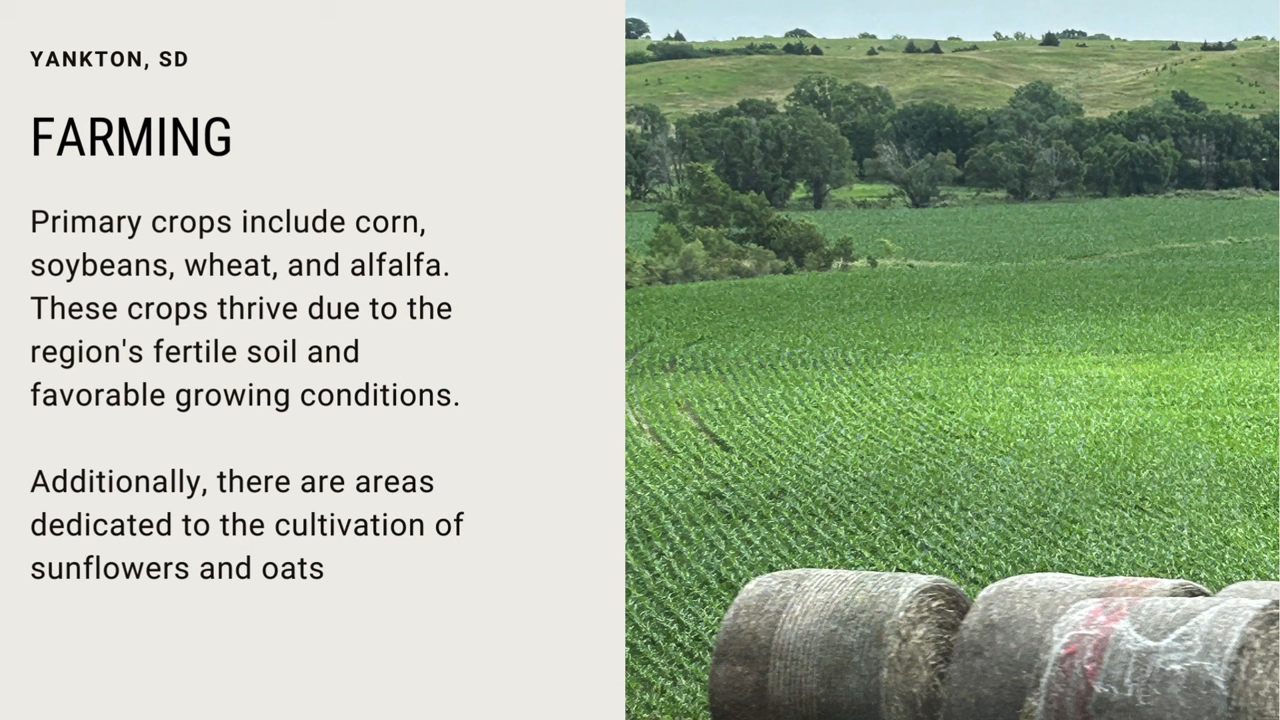 YANKTON, SD
FARMING
Primary crops include corn,
soybeans, wheat, and alfalfa.
These crops thrive due to the
region's fertile soil and
favorable growing conditions.
Additionally, there are areas
dedicated to the cultivation of
sunflowers and oats